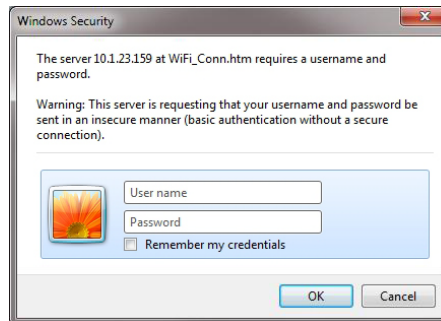 Windows Security
The server 10.1.23.159 at WiFi_Conn.htm requires a username and
password.
Warning: This server is requesting that your username and password be
sent in an insecure manner (basic authentication without a secure
connection).
User name
Password
Remember my credentials
OK
Cancel